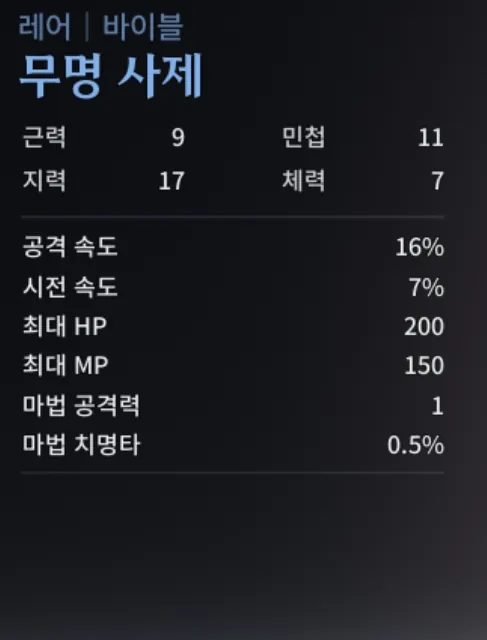 레어 | 바이블
무명 사제
근력 9 민첩 11
지력 17 체력 7
공격 속도 16%
시전 속도 7%
최대 HP 200
최대 MP 150
마법 공격력 1
마법 치명타 0.5%